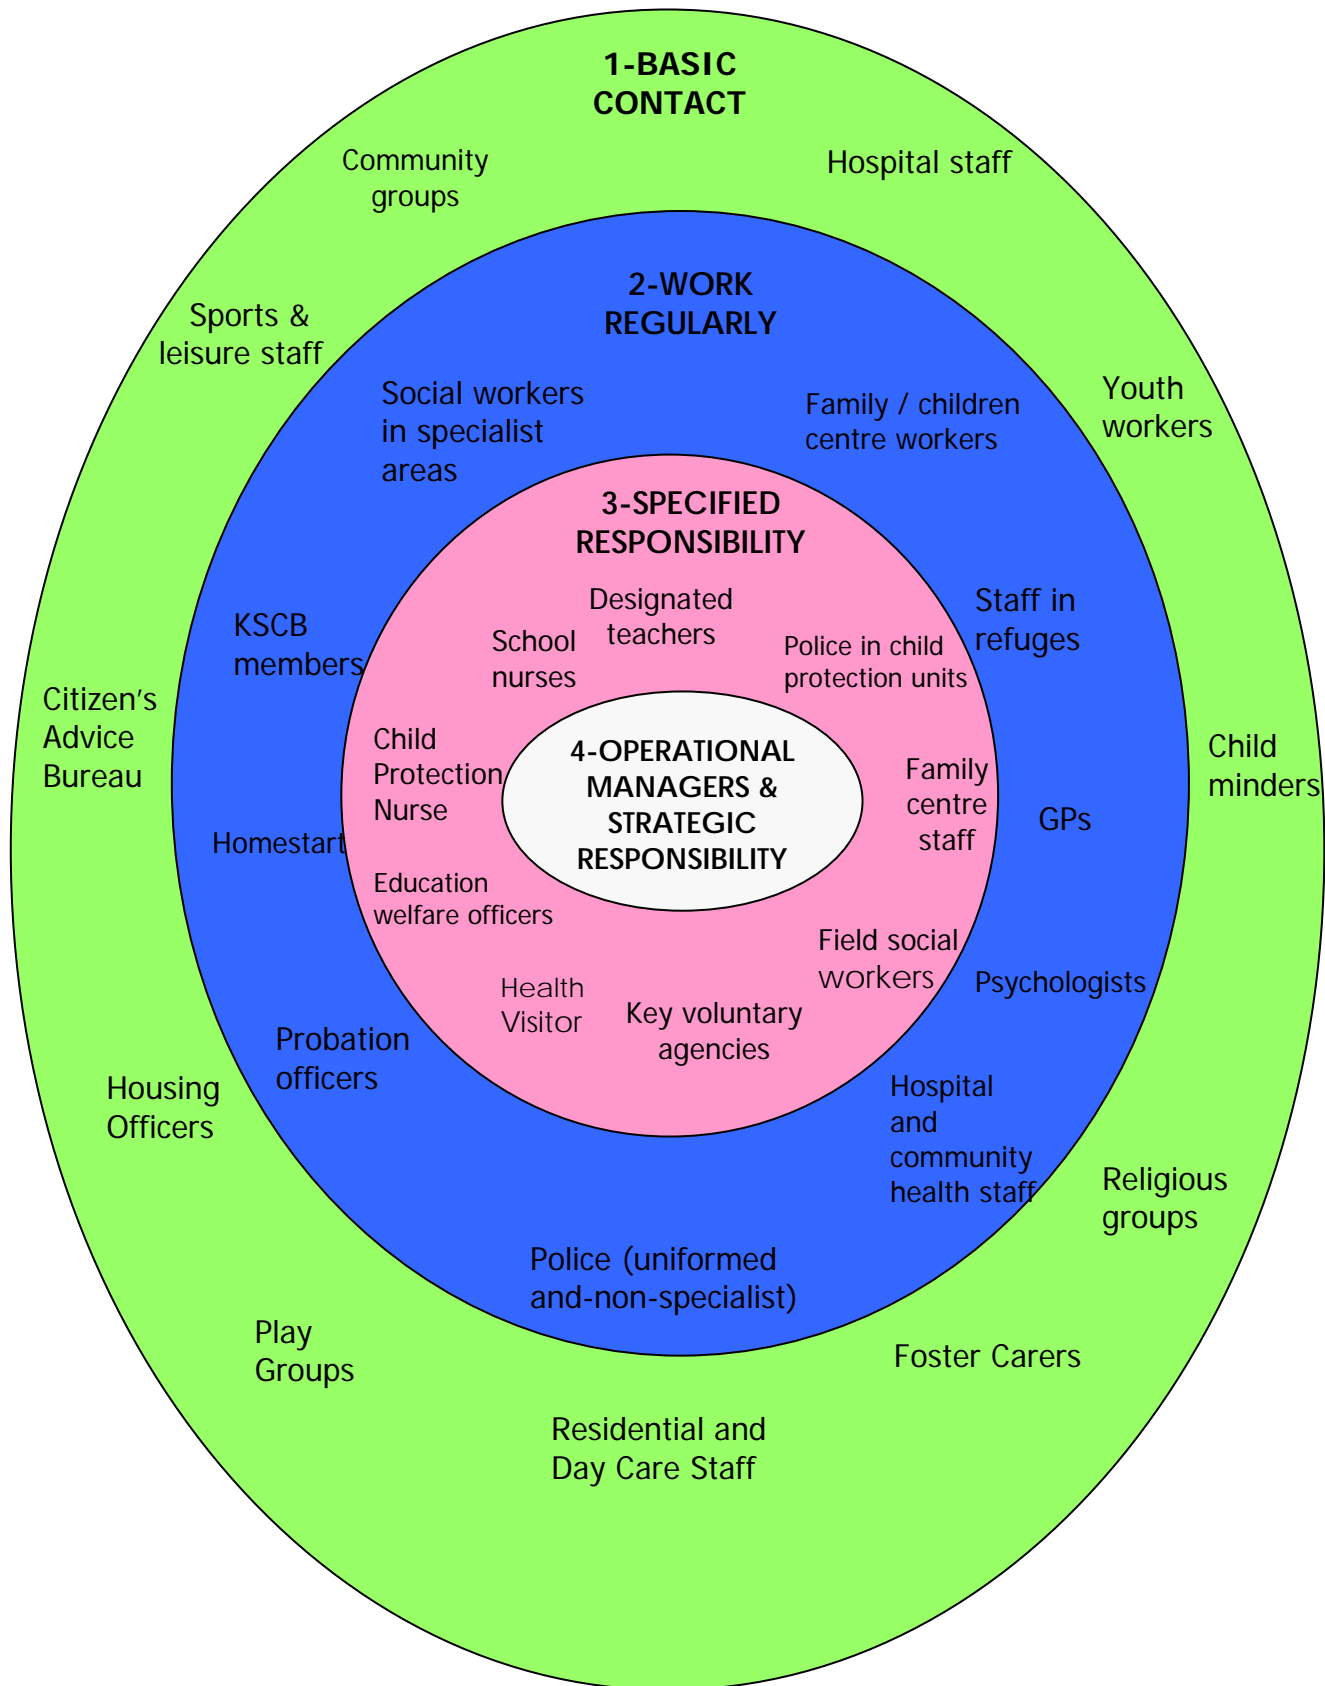 1-BASIC
CONTACT
Community
groups
Hospital staff
Sports &
leisure staff
Youth
workers
Citizen's
Advice
Bureau
Child
minders
Housing
Officers
Religious
groups
Play
Groups
Foster Carers
Residential and
Day Care Staff
2-WORK
REGULARLY
Social workers
in specialist
areas
Family / children
centre workers
KSCB
members
Staff in
refuges
Homestart
GPs
Psychologists
Probation
officers
Hospital
and
community
health staff
Police (uniformed
and-non-specialist)
3-SPECIFIED
RESPONSIBILITY
Designated
teachers
School
nurses
Police in child
protection units
Child
Protection
Nurse
Family
centre
staff
Education
welfare officers
Field social
workers
Health
Visitor
Key voluntary
agencies
4-OPERATIONAL
MANAGERS &
STRATEGIC
RESPONSIBILITY